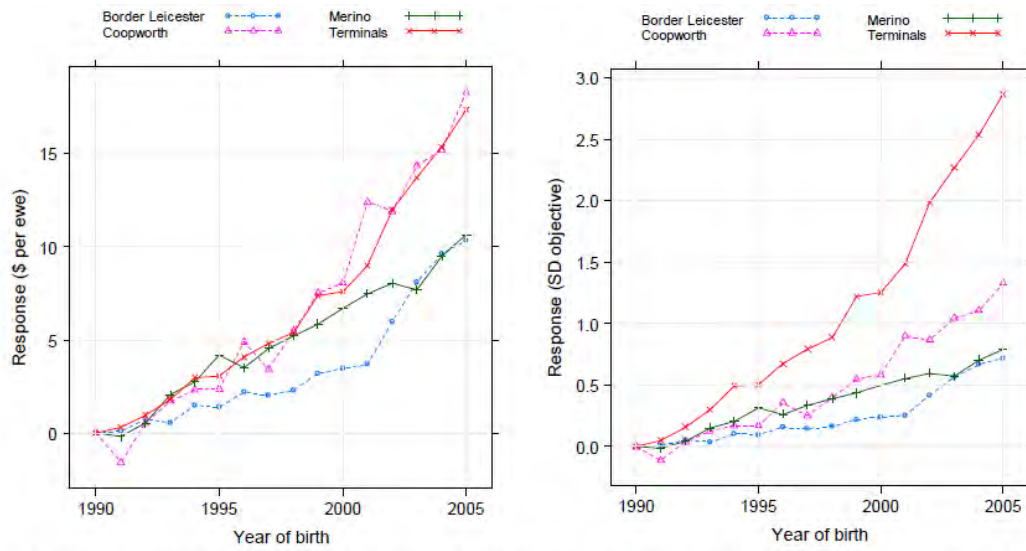 Border Leicester Merino
Coopworth Terminals
Response ($ per ewe)
15
10
5
0
1990 1995 2000 2005
Year of birth
Border Leicester Merino
Coopworth Terminals
Response (SD objective)
3.0
2.5
2.0
1.5
1.0
0.5
0.0
1990 1995 2000 2005
Year of birth